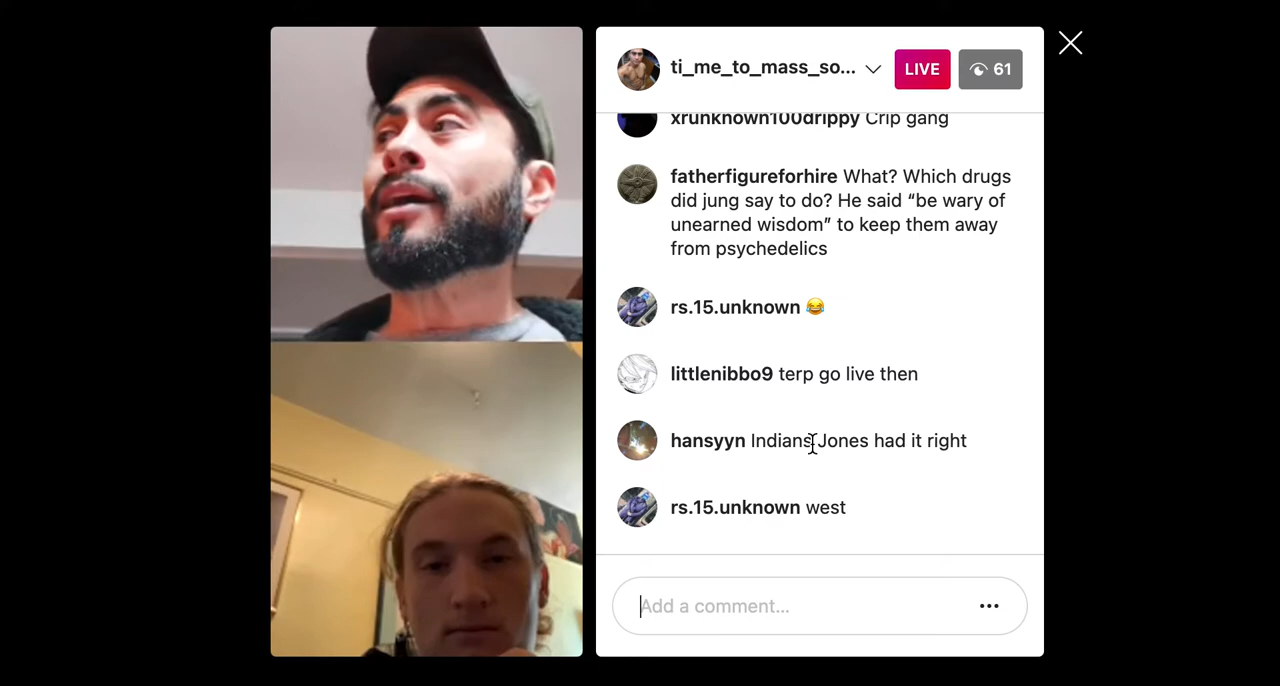 ti_me_to_mass_so...
LIVE
61
xrunknown100drippy Crip gang
fatherfigureforhire What? Which drugs
did jung say to do? He said “be wary of
unearned wisdom” to keep them away
from psychedelics
rs.15.unknown 😂
littlenibbo9 terp go live then
hansyyn Indians Jones had it right
rs.15.unknown west
Add a comment...